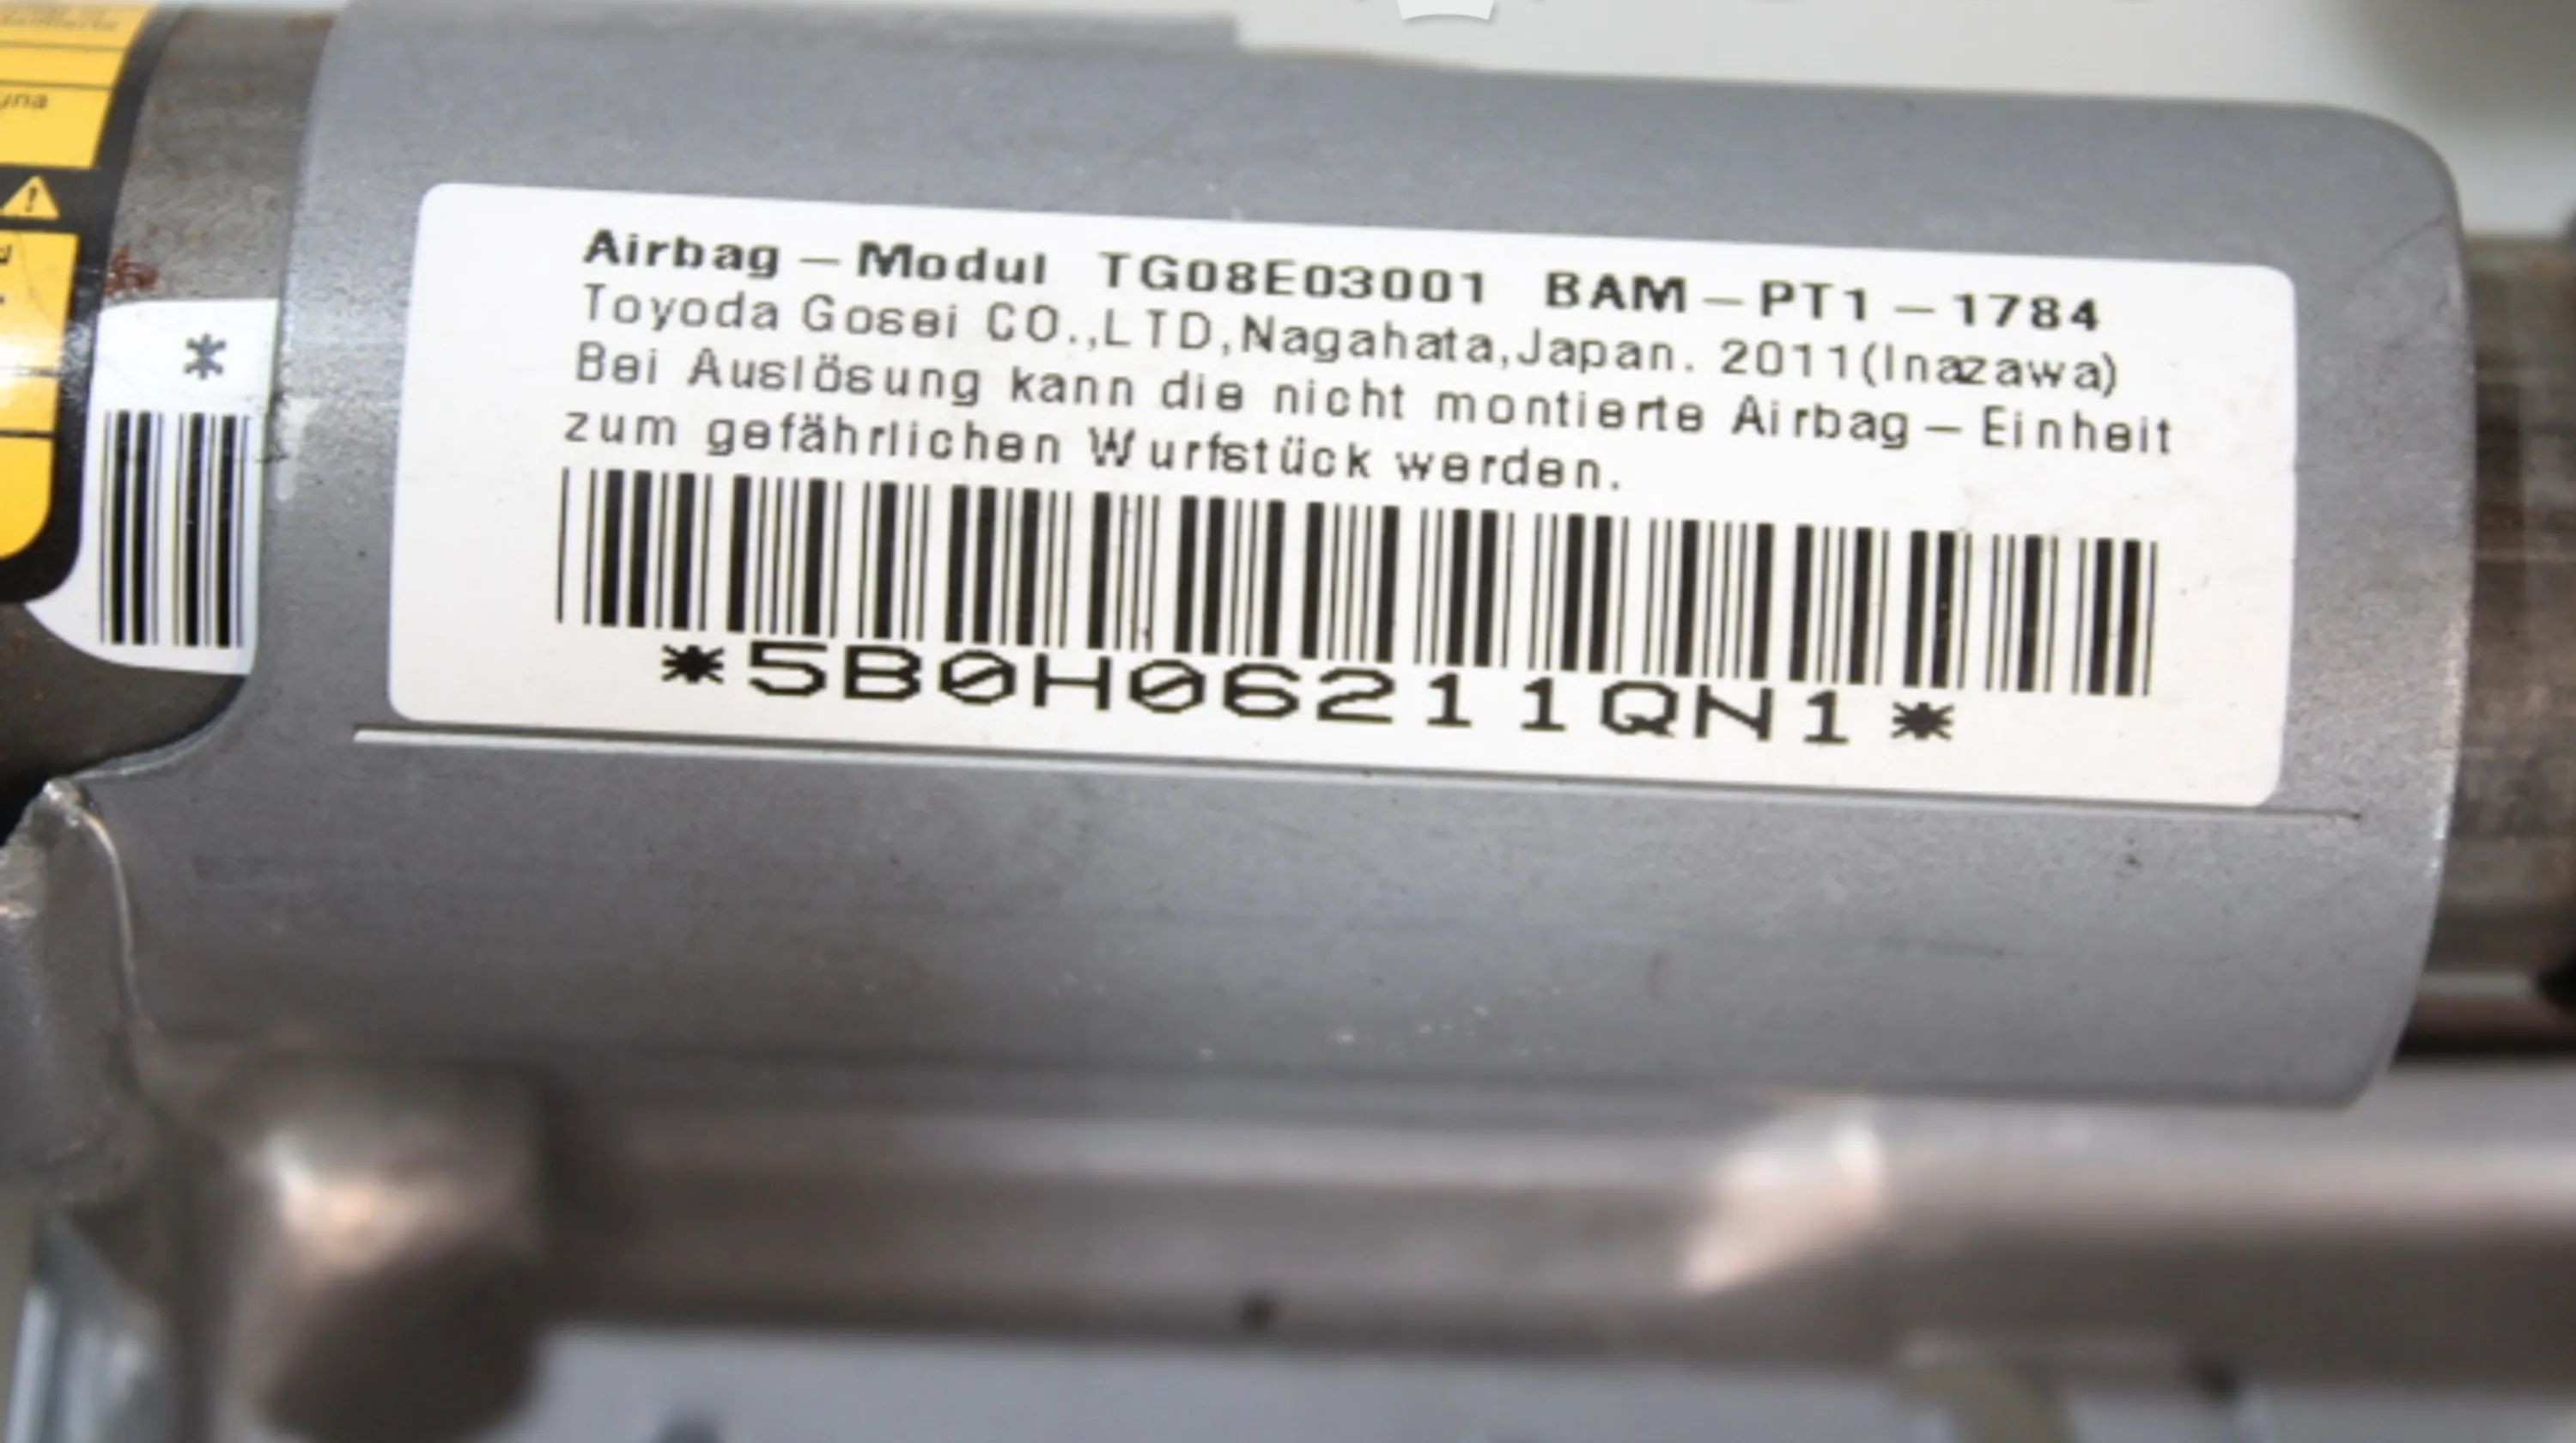 Airbag – Modul TG08E03001 BAM – PT1 – 1784
Toyoda Gosei CO.,LTD,Nagahata,Japan. 2011(Inazawa)
Bei Auslösung kann die nicht montierte Airbag – Einheit
zum gefährlichen Wurfstück werden.
*5B0H06211QN1*
*